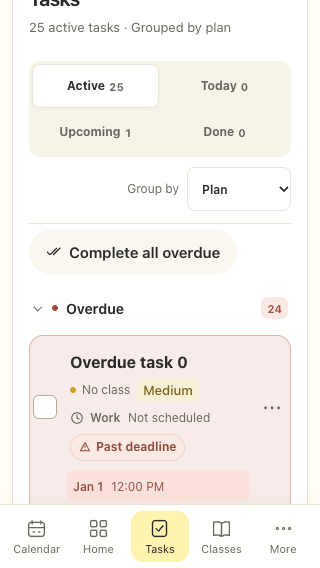 Tasks
25 active tasks · Grouped by plan
Active 25
Today 0
Upcoming 1
Done 0
Group by
Plan
Complete all overdue
Overdue
24
Overdue task 0
No class Medium
Work Not scheduled
Past deadline
Jan 1 12:00 PM
Calendar
Home
Tasks
Classes
More